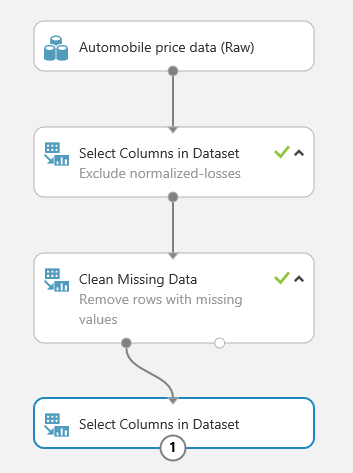 Automobile price data (Raw)
Select Columns in Dataset
Exclude normalized-losses
Clean Missing Data
Remove rows with missing
values
Select Columns in Dataset
1